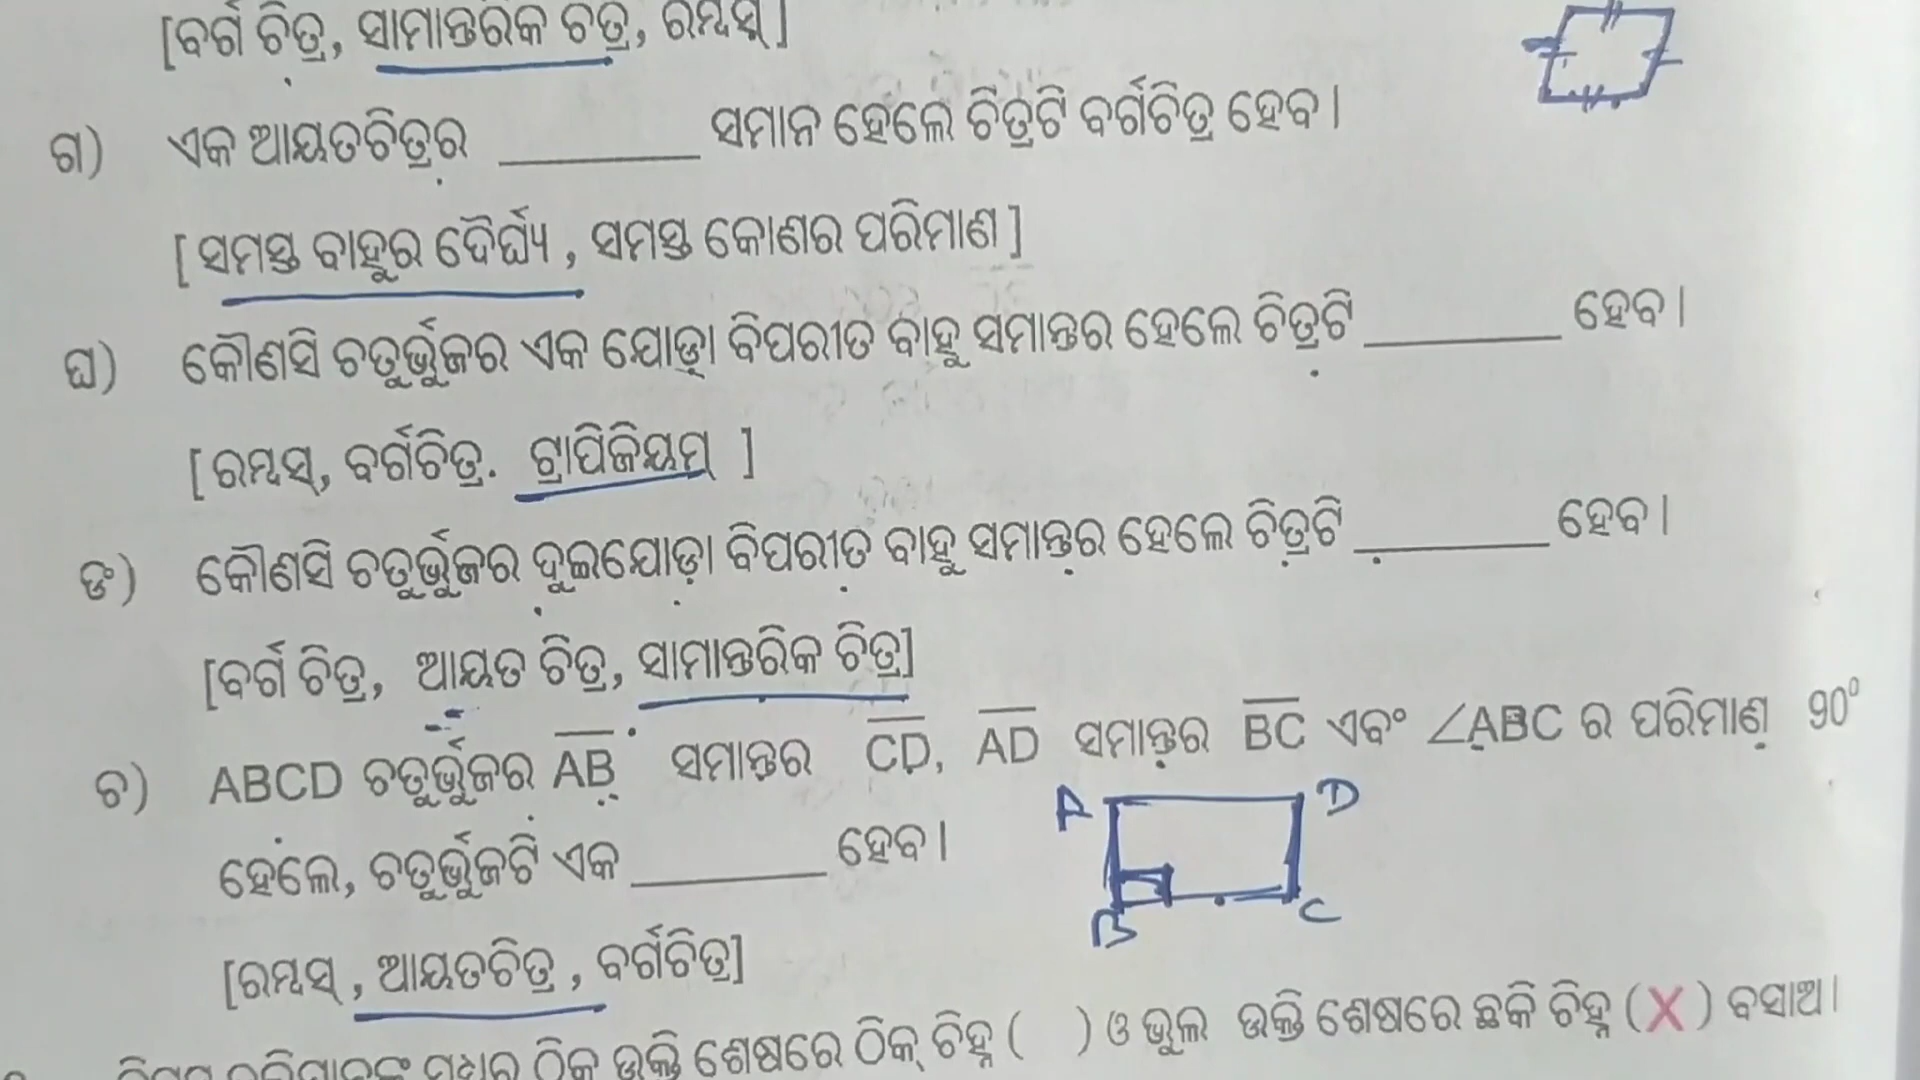 [ବର୍ଗ ଚିତ୍ର, ସାମାନ୍ତରିକ ଚିତ୍ର, ରମ୍ବସ୍]
ଗ) ଏକ ଆୟତଚିତ୍ରର ________ ସମାନ ହେଲେ ଚିତ୍ରଟି ବର୍ଗଚିତ୍ର ହେବ।
[ସମସ୍ତ ବାହୁର ଦୈର୍ଘ୍ୟ, ସମସ୍ତ କୋଣର ପରିମାଣ]
ଘ) କୌଣସି ଚତୁର୍ଭୁଜର ଏକ ଯୋଡ଼ା ବିପରୀତ ବାହୁ ସମାନ୍ତର ହେଲେ ଚିତ୍ରଟି ________ ହେବ।
[ରମ୍ବସ୍, ବର୍ଗଚିତ୍ର. ଟ୍ରାପିଜିୟମ୍ ]
ଙ) କୌଣସି ଚତୁର୍ଭୁଜର ଦୁଇଯୋଡ଼ା ବିପରୀତ ବାହୁ ସମାନ୍ତର ହେଲେ ଚିତ୍ରଟି ________ ହେବ।
[ବର୍ଗ ଚିତ୍ର, ଆୟତ ଚିତ୍ର, ସାମାନ୍ତରିକ ଚିତ୍ର]
ଚ) ABCD ଚତୁର୍ଭୁଜର AB ସମାନ୍ତର CD, AD ସମାନ୍ତର BC ଏବଂ ∠ABC ର ପରିମାଣ 90⁰
ହେଲେ, ଚତୁର୍ଭୁଜଟି ଏକ ________ ହେବ।
A D
B C
[ରମ୍ବସ୍, ଆୟତଚିତ୍ର, ବର୍ଗଚିତ୍ର]
ଠିକ୍ ଉକ୍ତି ଶେଷରେ ଠିକ୍ ଚିହ୍ନ ( ) ଓ ଭୁଲ ଉକ୍ତି ଶେଷରେ ଛକି ଚିହ୍ନ (X) ବସାଅ।